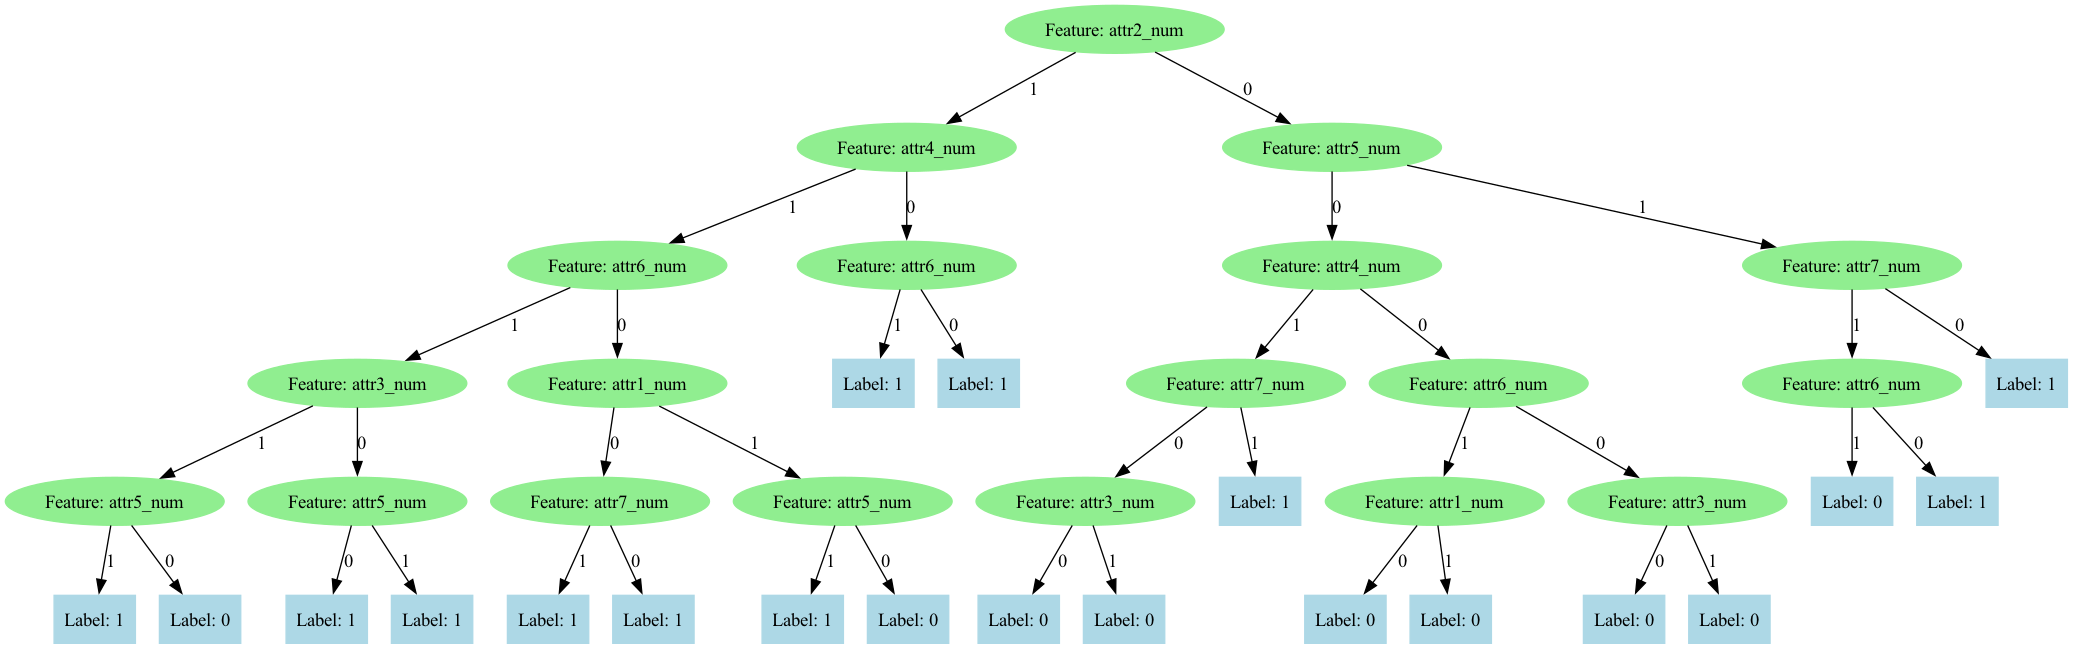 Feature: attr2_num
1
0
Feature: attr4_num
Feature: attr5_num
1
0
0
1
Feature: attr6_num
Feature: attr6_num
Feature: attr4_num
Feature: attr7_num
1
0
1
0
1
0
1
0
Feature: attr3_num
Feature: attr1_num
Label: 1
Label: 1
Feature: attr7_num
Feature: attr6_num
Feature: attr6_num
Label: 1
1
0
0
1
0
1
1
0
1
0
Feature: attr5_num
Feature: attr5_num
Feature: attr7_num
Feature: attr5_num
Feature: attr3_num
Label: 1
Feature: attr1_num
Feature: attr3_num
Label: 0
Label: 1
1
0
0
1
1
0
1
0
0
1
0
1
0
1
Label: 1
Label: 0
Label: 1
Label: 1
Label: 1
Label: 1
Label: 1
Label: 0
Label: 0
Label: 0
Label: 0
Label: 0
Label: 0
Label: 0